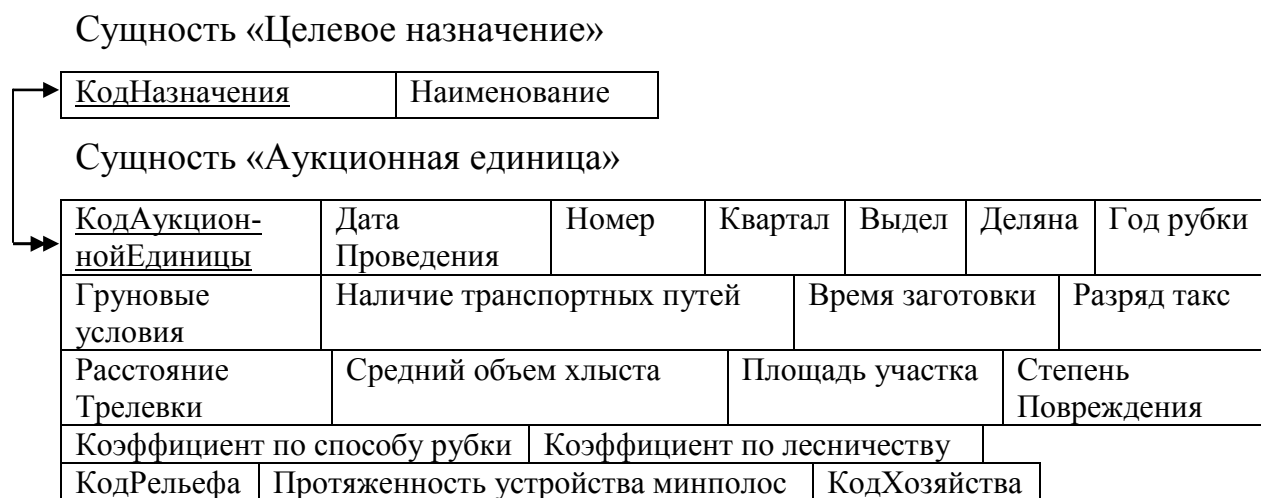 Сущность «Целевое назначение»
КодНазначения Наименование
Сущность «Аукционная единица»
КодАукцион- Дата Номер Квартал Выдел Деляна Год рубки
нойЕдиницы Проведения
Груновые Наличие транспортных путей Время заготовки Разряд такс
условия
Расстояние Средний объем хлыста Площадь участка Степень
Трелевки Повреждения
Коэффициент по способу рубки Коэффициент по лесничеству
КодРельефа Протяженность устройства минполос КодХозяйства